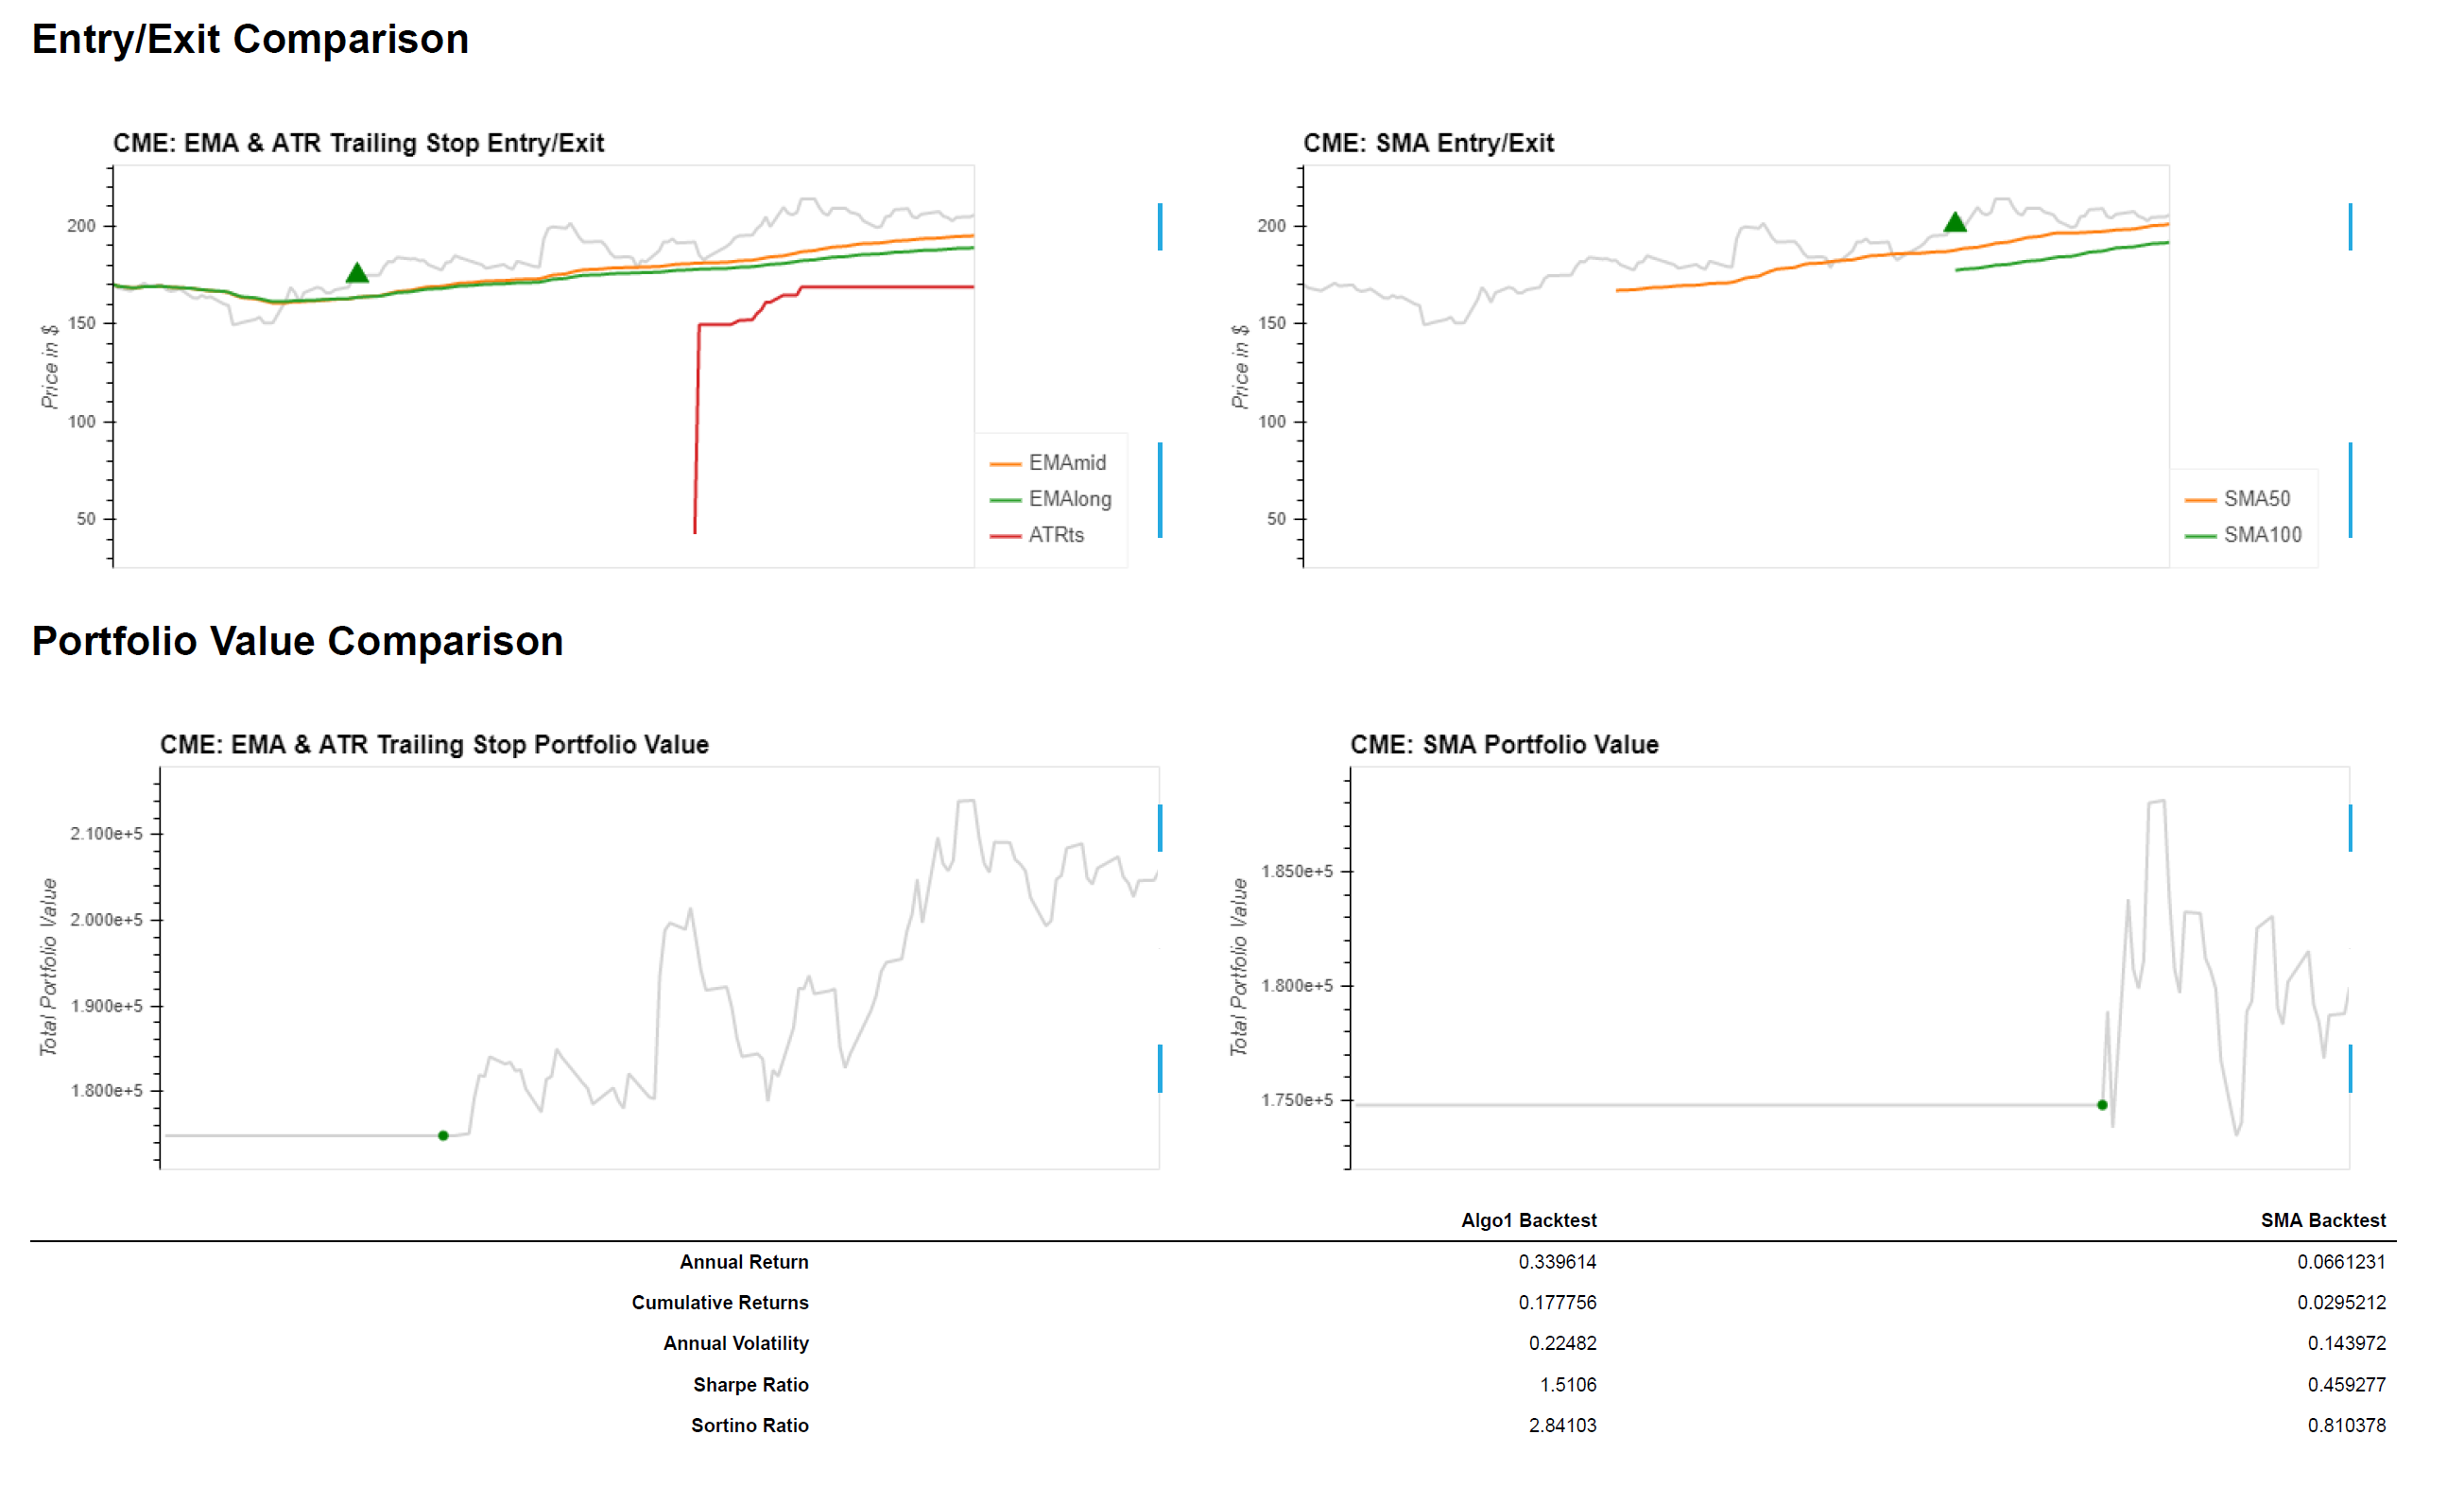 Entry/Exit Comparison
CME: EMA & ATR Trailing Stop Entry/Exit
200
150
100
50
Price in $
EMAmid
EMAlong
ATRts
CME: SMA Entry/Exit
200
150
100
50
Price in $
SMA50
SMA100
Portfolio Value Comparison
CME: EMA & ATR Trailing Stop Portfolio Value
2.100e+5
2.000e+5
1.900e+5
1.800e+5
Total Portfolio Value
CME: SMA Portfolio Value
1.850e+5
1.800e+5
1.750e+5
Total Portfolio Value
Algo1 Backtest SMA Backtest
Annual Return 0.339614 0.0661231
Cumulative Returns 0.177756 0.0295212
Annual Volatility 0.22482 0.143972
Sharpe Ratio 1.5106 0.459277
Sortino Ratio 2.84103 0.810378